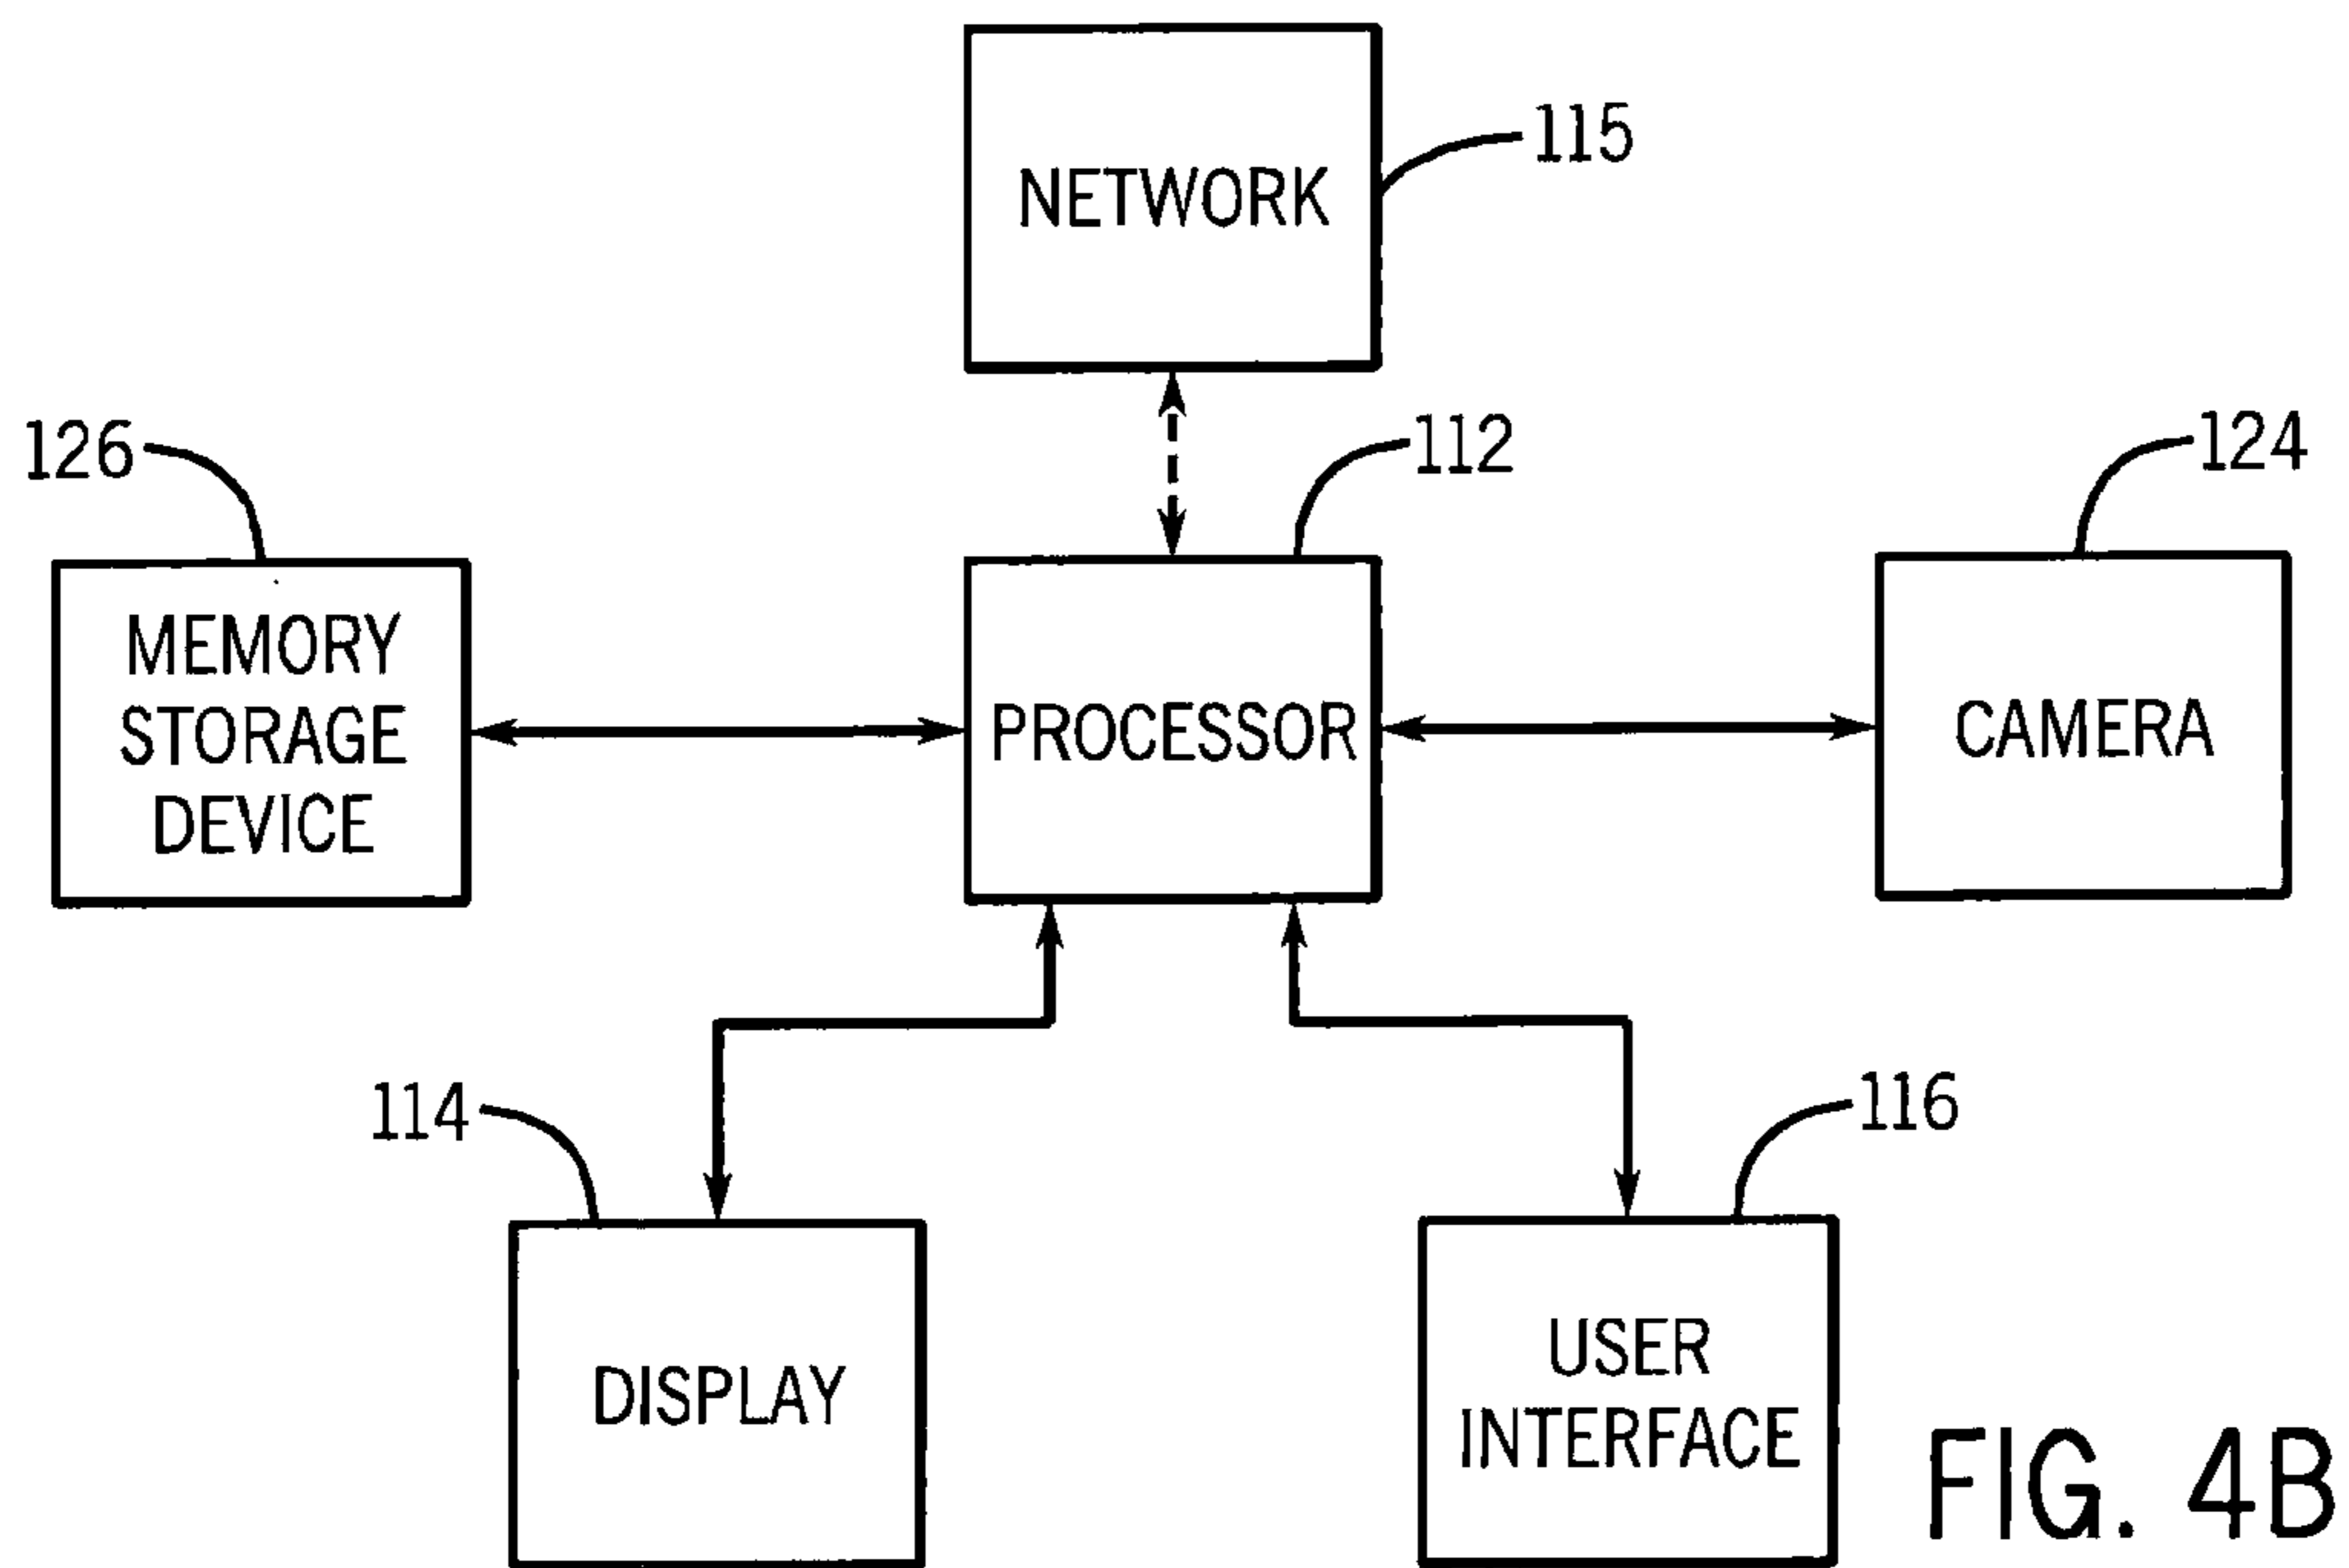 NETWORK
115
126
112
124
MEMORY
STORAGE
DEVICE
PROCESSOR
CAMERA
114
116
DISPLAY
USER
INTERFACE
FIG. 4B